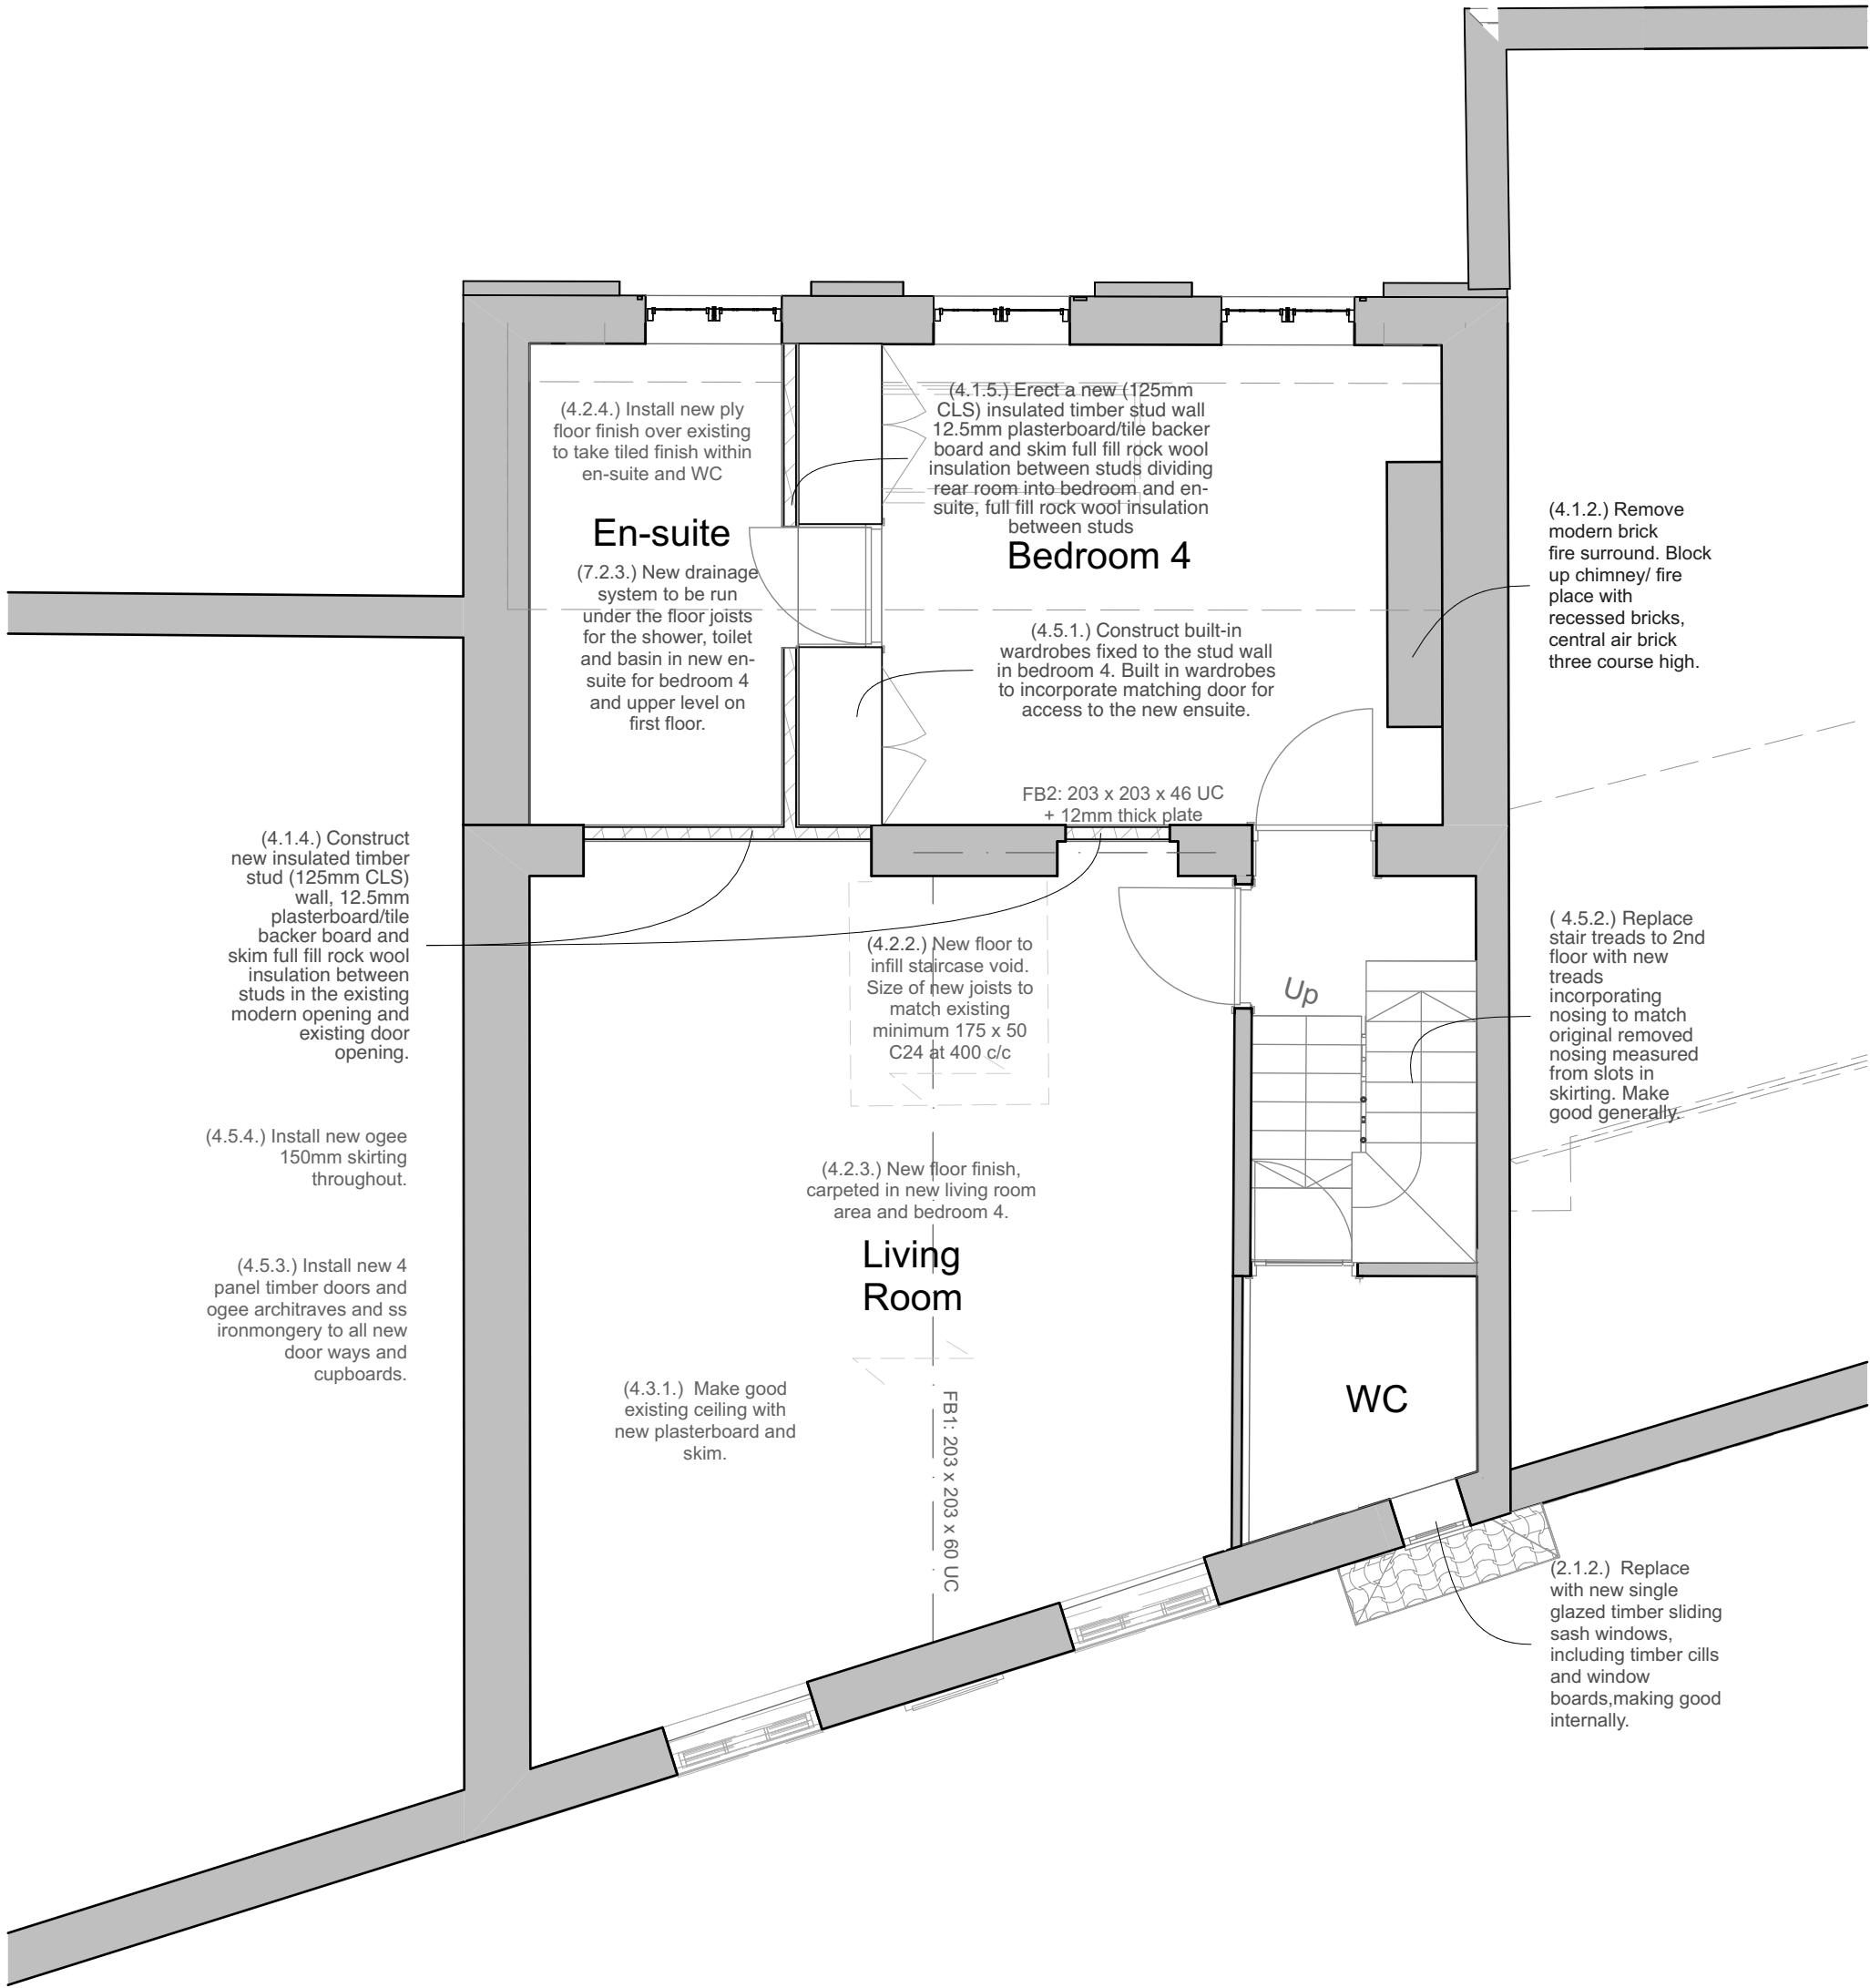 (4.2.4.) Install new ply
floor finish over existing
to take tiled finish within
en-suite and WC
En-suite
(7.2.3.) New drainage
system to be run
under the floor joists
for the shower, toilet
and basin in new en-
suite for bedroom 4
and upper level on
first floor.
(4.1.5.) Erect a new (125mm
CLS) insulated timber stud wall
12.5mm plasterboard/tile backer
board and skim full fill rock wool
insulation between studs dividing
rear room into bedroom and en-
suite, full fill rock wool insulation
between studs
Bedroom 4
(4.5.1.) Construct built-in
wardrobes fixed to the stud wall
in bedroom 4. Built in wardrobes
to incorporate matching door for
access to the new ensuite.
FB2: 203 x 203 x 46 UC
+ 12mm thick plate
(4.1.2.) Remove
modern brick
fire surround. Block
up chimney/ fire
place with
recessed bricks,
central air brick
three course high.
(4.1.4.) Construct
new insulated timber
stud (125mm CLS)
wall, 12.5mm
plasterboard/tile
backer board and
skim full fill rock wool
insulation between
studs in the existing
modern opening and
existing door
opening.
(4.5.4.) Install new ogee
150mm skirting
throughout.
(4.5.3.) Install new 4
panel timber doors and
ogee architraves and ss
ironmongery to all new
door ways and
cupboards.
(4.2.2.) New floor to
infill staircase void.
Size of new joists to
match existing
minimum 175 x 50
C24 at 400 c/c
(4.2.3.) New floor finish,
carpeted in new living room
area and bedroom 4.
Living
Room
(4.3.1.) Make good
existing ceiling with
new plasterboard and
skim.
FB1: 203 x 203 x 60 UC
Up
( 4.5.2.) Replace
stair treads to 2nd
floor with new
treads
incorporating
nosing to match
original removed
nosing measured
from slots in
skirting. Make
good generally.
WC
(2.1.2.) Replace
with new single
glazed timber sliding
sash windows,
including timber cills
and window
boards,making good
internally.